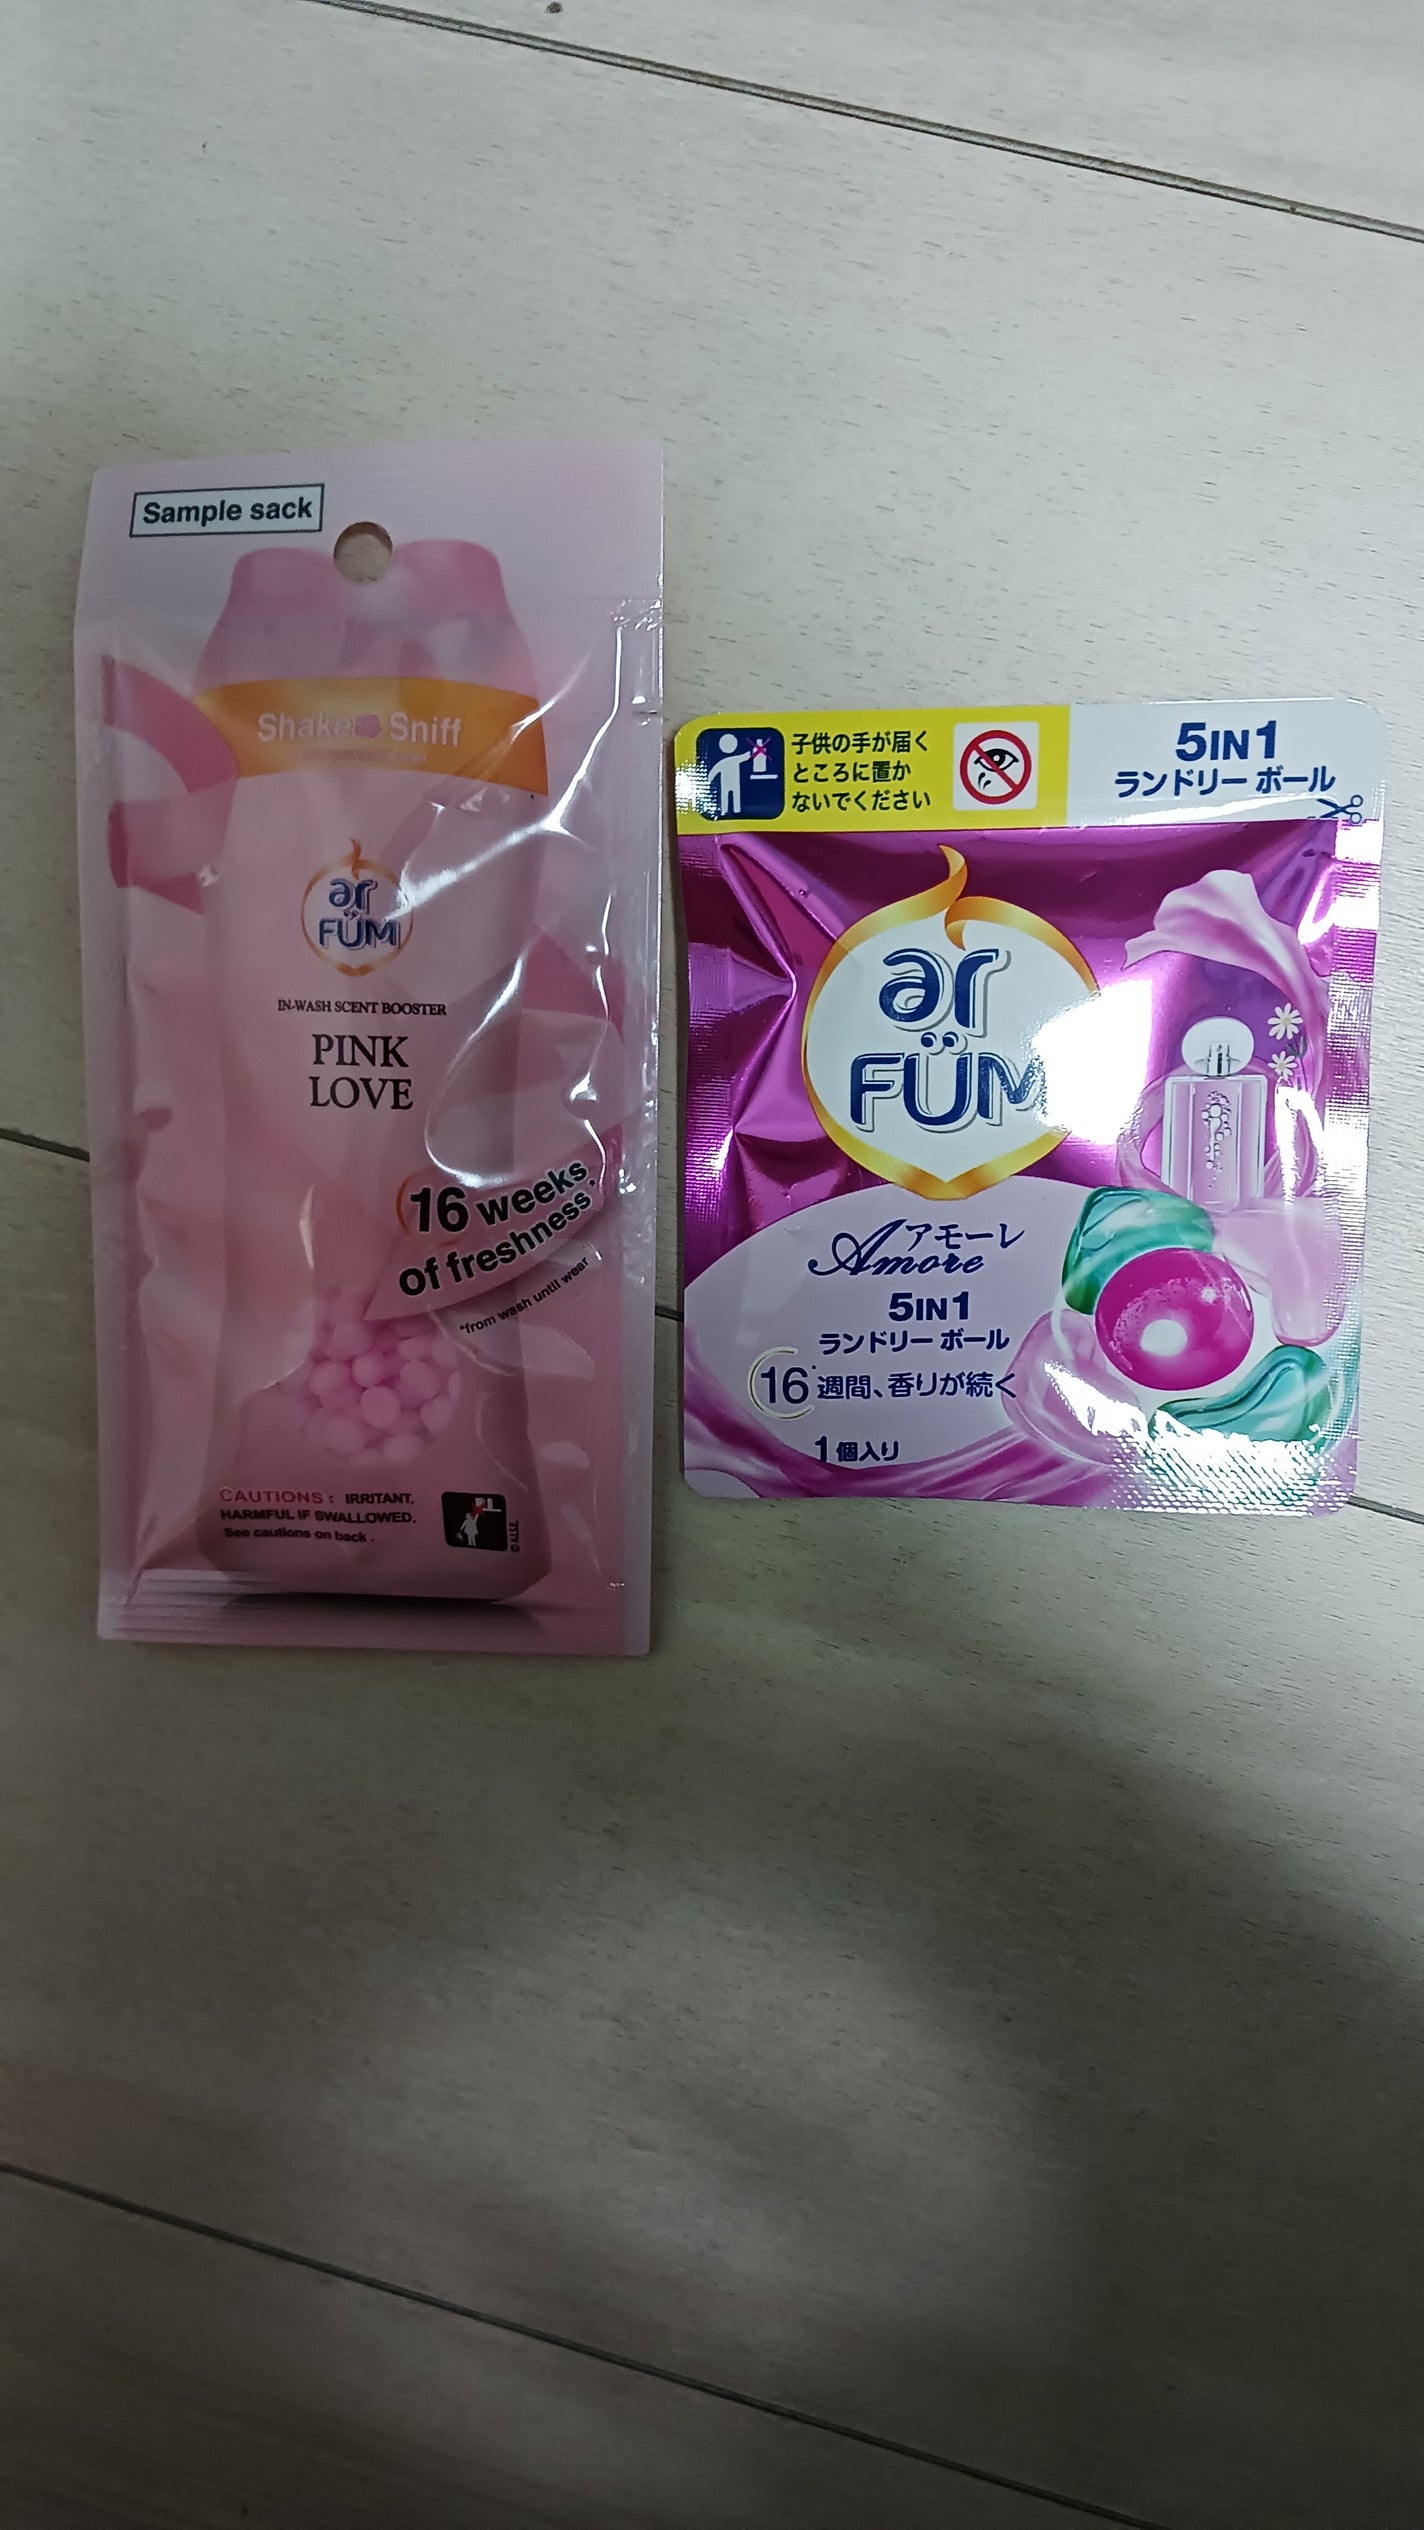 Sample sack
Shake Sniff
ar
FÜM
IN-WASH SCENT BOOSTER
PINK
LOVE
16 weeks
of freshness*
*from wash until wear
CAUTIONS : IRRITANT.
HARMFUL IF SWALLOWED.
See cautions on back .
子供の手が届く
ところに置か
ないでください
5IN1
ランドリー ボール
ar
FÜM
アモーレ
Amore
5IN1
ランドリー ボール
16*週間、香りが続く
1個入り